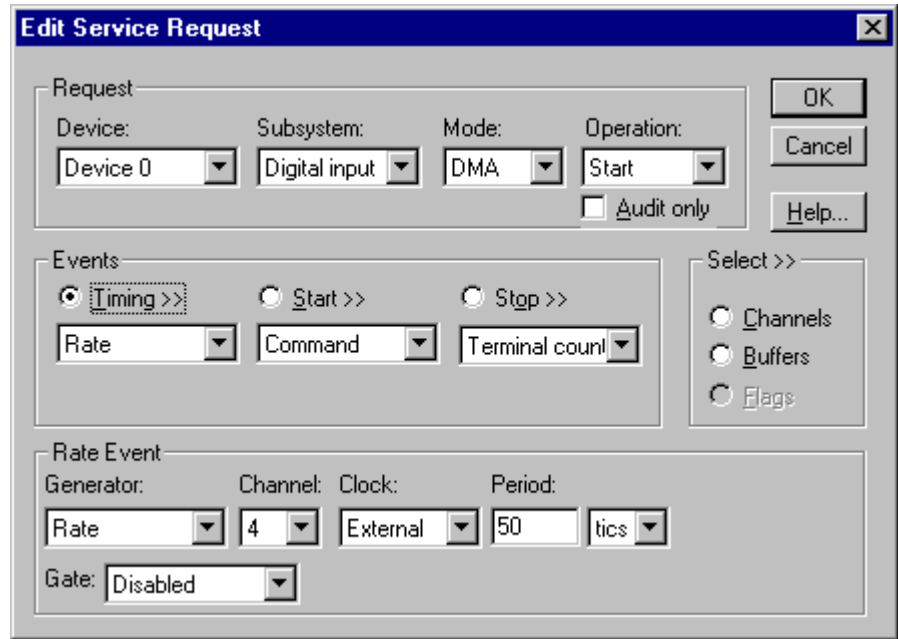 Edit Service Request
Request
OK
Device: Subsystem: Mode: Operation:
Cancel
Device 0 Digital input DMA Start
Audit only
Help...
Events
Select >>
Timing >> Start >> Stop >>
Channels
Rate Command Terminal count
Buffers
Flags
Rate Event
Generator: Channel: Clock: Period:
Rate 4 External 50 tics
Gate: Disabled